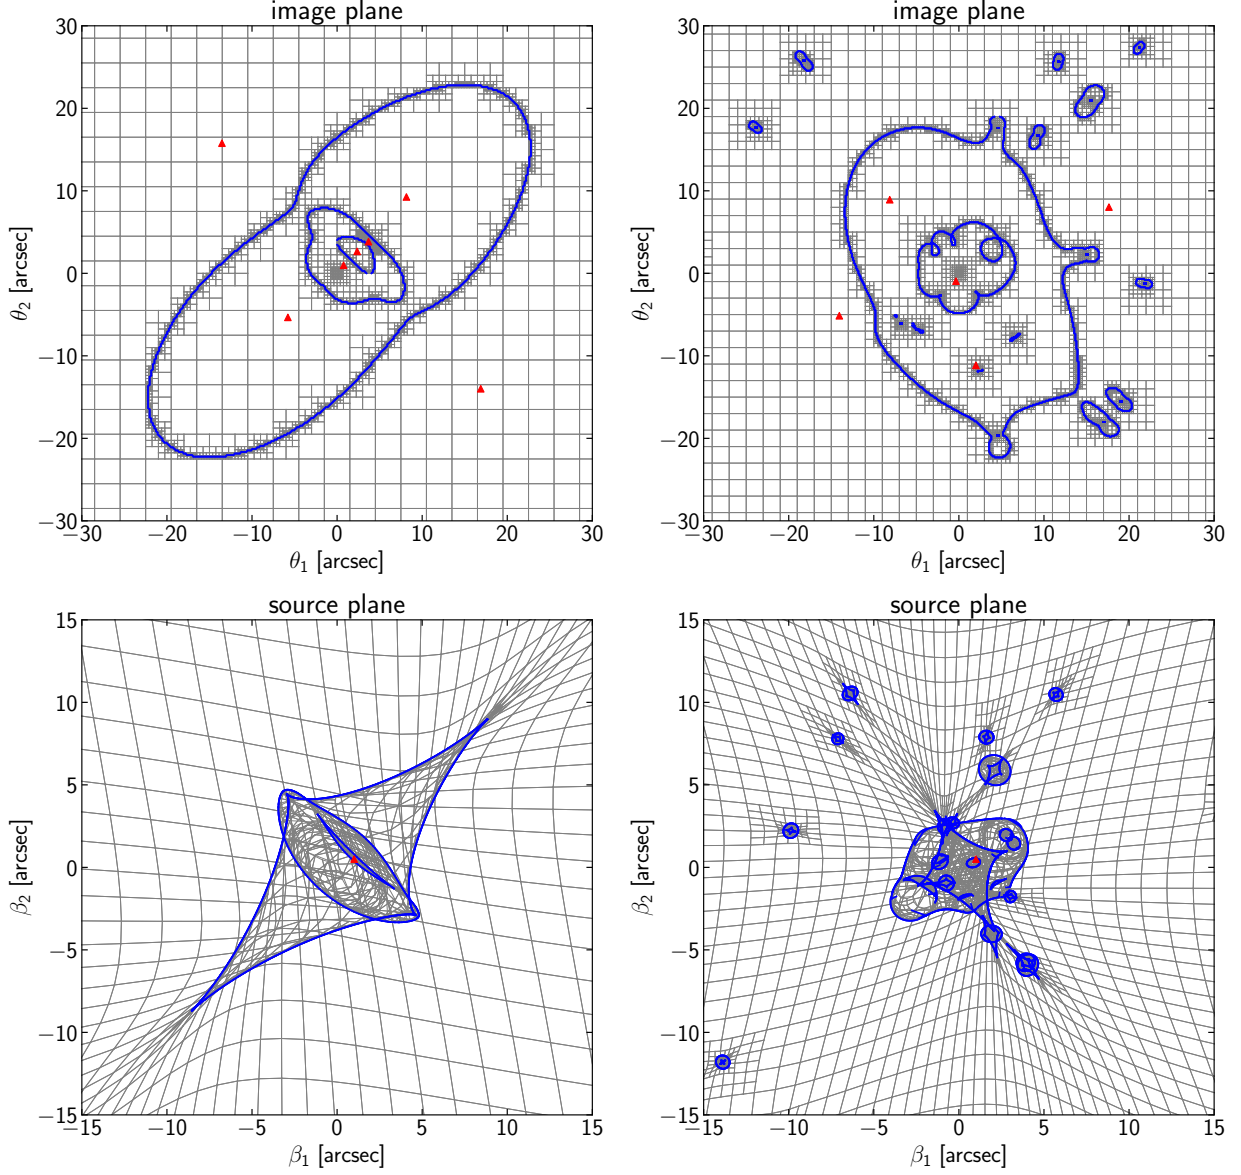 image plane
image plane
30
20
10
0
−10
−20
−30
θ2 [arcsec]
−30 −20 −10 0 10 20 30
θ1 [arcsec]
30
20
10
0
−10
−20
−30
θ2 [arcsec]
−30 −20 −10 0 10 20 30
θ1 [arcsec]
source plane
source plane
15
10
5
0
−5
−10
−15
β2 [arcsec]
−15 −10 −5 0 5 10 15
β1 [arcsec]
15
10
5
0
−5
−10
−15
β2 [arcsec]
−15 −10 −5 0 5 10 15
β1 [arcsec]